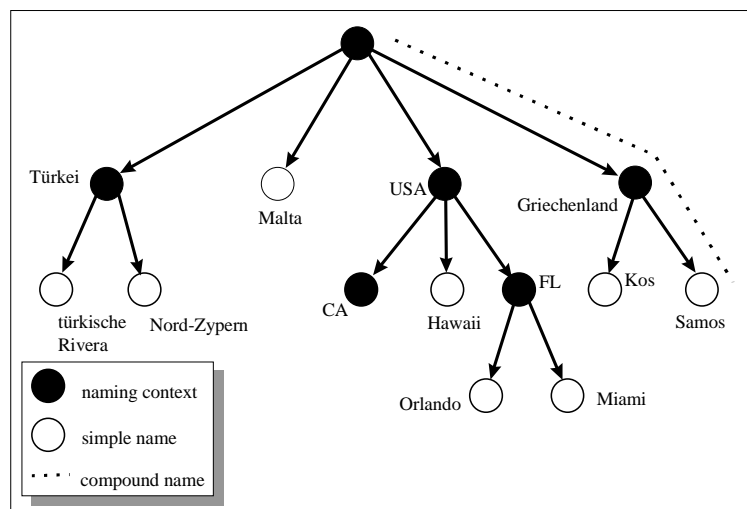 Türkei
Malta
USA
Griechenland
türkische
Rivera
Nord-Zypern
CA
Hawaii
FL
Kos
Samos
Orlando
Miami
naming context
simple name
compound name